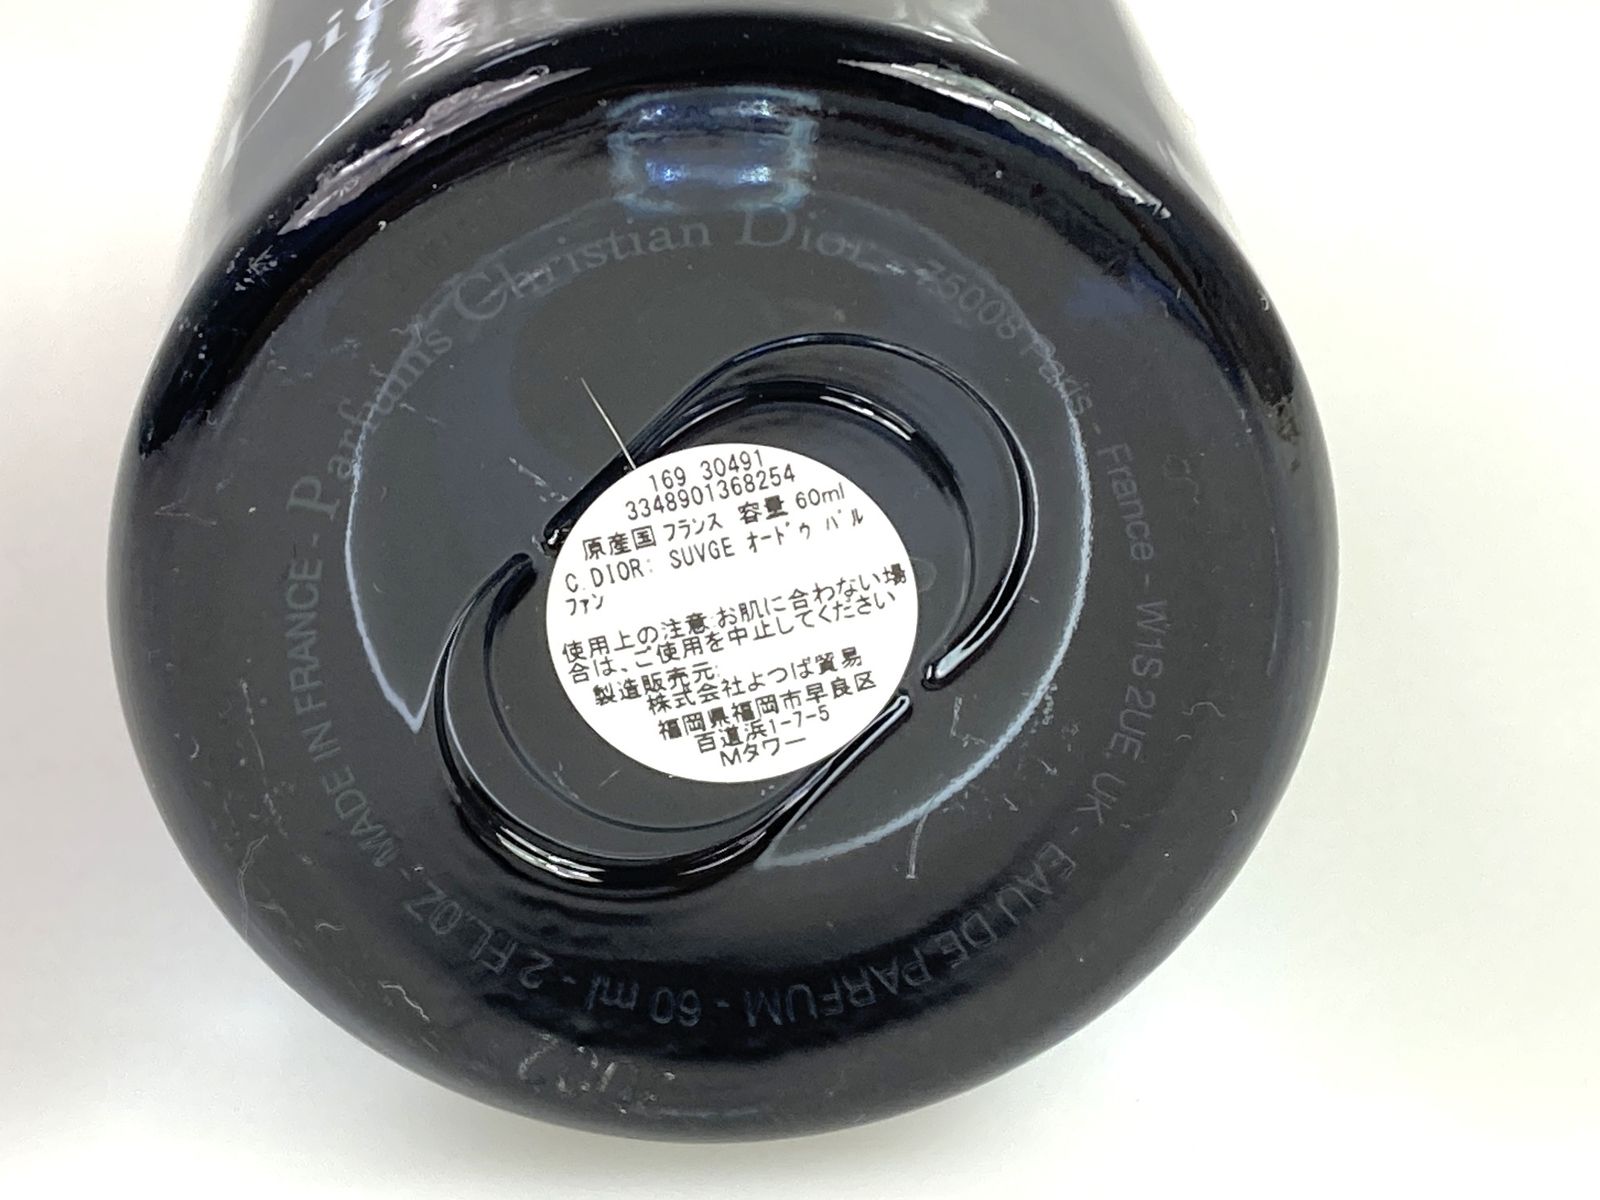 Dio
Parfums Christian Dior - 75008 Paris - France - W1S 2UE, UK - EAU DE PARFUM - 60 ml - 2 FL.OZ - MADE IN FRANCE -
169 30491
3348901368254
原産国 フランス 容量 60ml
C.DIOR: SUVGE オードゥ パル
ファン
使用上の注意:お肌に合わない場
合は、ご使用を中止してください
製造販売元:
株式会社よつば貿易
福岡県福岡市早良区
百道浜1-7-5
Mタワー